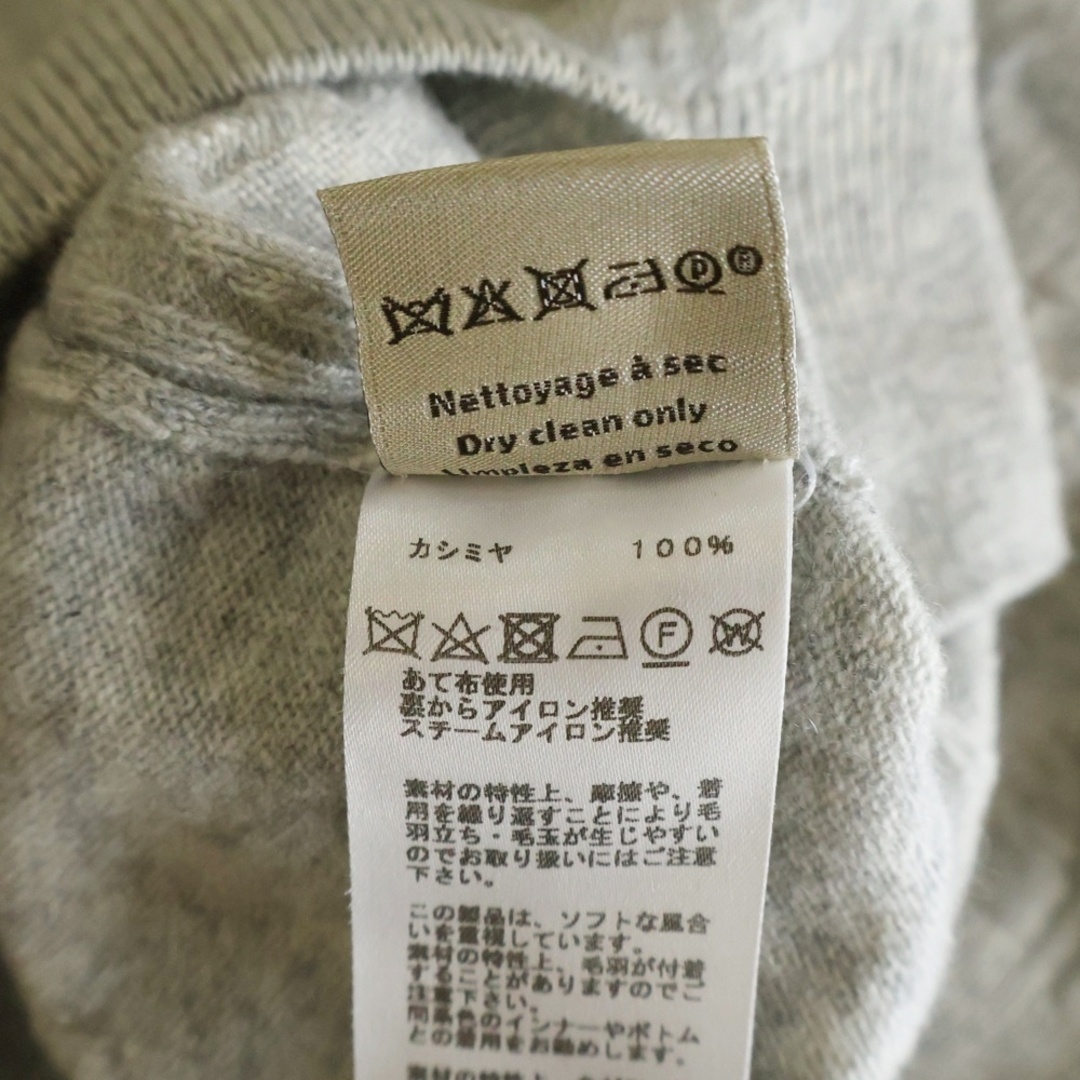 Nettoyage à sec
Dry clean only
Limpieza en seco
カシミヤ 100%
F W
あて布使用
裏からアイロン推奨
スチームアイロン推奨
素材の特性上、摩擦や、着
用を繰り返すことにより毛
羽立ち・毛玉が生じやすい
のでお取り扱いにはご注意
下さい。
この製品は、ソフトな風合
いを重視しています。
素材の特性上、毛羽が付着
することがありますのでご
注意下さい。
同系色のインナーやボトム
との着用をお勧めします。